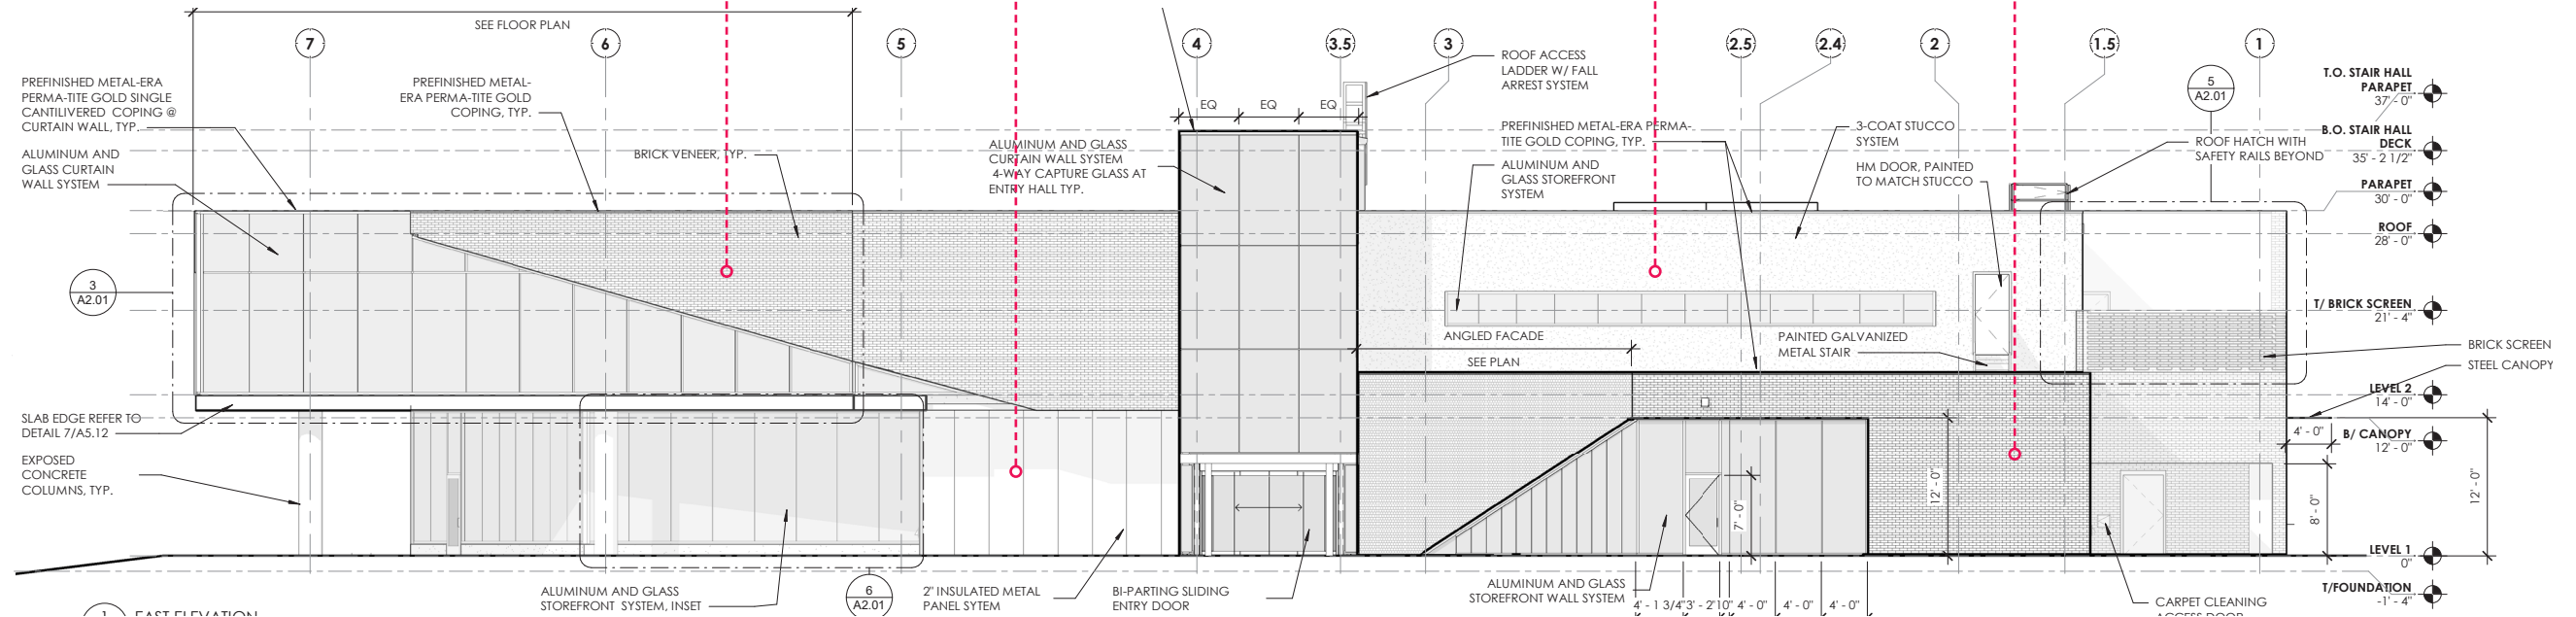 SEE FLOOR PLAN
7
6
5
4
3.5
3
2.5
2.4
2
1.5
1
PREFINISHED METAL-ERA
PERMA-TITE GOLD SINGLE
CANTILIVERED COPING @
CURTAIN WALL, TYP.
ALUMINUM AND
GLASS CURTAIN
WALL SYSTEM
PREFINISHED METAL-
ERA PERMA-TITE GOLD
COPING, TYP.
BRICK VENEER, TYP.
ALUMINUM AND GLASS
CURTAIN WALL SYSTEM
4-WAY CAPTURE GLASS AT
ENTRY HALL TYP.
EQ
EQ
EQ
ROOF ACCESS
LADDER W/ FALL
ARREST SYSTEM
PREFINISHED METAL-ERA PERMA-
TITE GOLD COPING, TYP.
ALUMINUM AND
GLASS STOREFRONT
SYSTEM
3-COAT STUCCO
SYSTEM
HM DOOR, PAINTED
TO MATCH STUCCO
5
A2.01
ROOF HATCH WITH
SAFETY RAILS BEYOND
T.O. STAIR HALL
PARAPET
37' - 0"
B.O. STAIR HALL
DECK
35' - 2 1/2"
PARAPET
30' - 0"
ROOF
28' - 0"
T/ BRICK SCREEN
21' - 4"
3
A2.01
ANGLED FACADE
SEE PLAN
PAINTED GALVANIZED
METAL STAIR
BRICK SCREEN
STEEL CANOPY
LEVEL 2
14' - 0"
4' - 0"
B/ CANOPY
12' - 0"
SLAB EDGE REFER TO
DETAIL 7/A5.12
EXPOSED
CONCRETE
COLUMNS, TYP.
7' - 0"
12' - 0"
8' - 0"
12' - 0"
LEVEL 1
0"
T/FOUNDATION
-1' - 4"
ALUMINUM AND GLASS
STOREFRONT SYSTEM, INSET
6
A2.01
2" INSULATED METAL
PANEL SYTEM
BI-PARTING SLIDING
ENTRY DOOR
ALUMINUM AND GLASS
STOREFRONT WALL SYSTEM
4' - 1 3/4"
3' - 2"
10"
4' - 0"
4' - 0"
4' - 0"
CARPET CLEANING
ACCESS DOOR
1
EAST ELEVATION